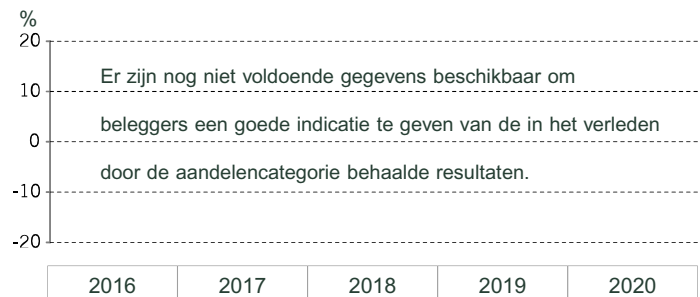 %
20
Er zijn nog niet voldoende gegevens beschikbaar om
10
beleggers een goede indicatie te geven van de in het verleden
0
door de aandelencategorie behaalde resultaten.
-10
-20
2016 2017 2018 2019 2020